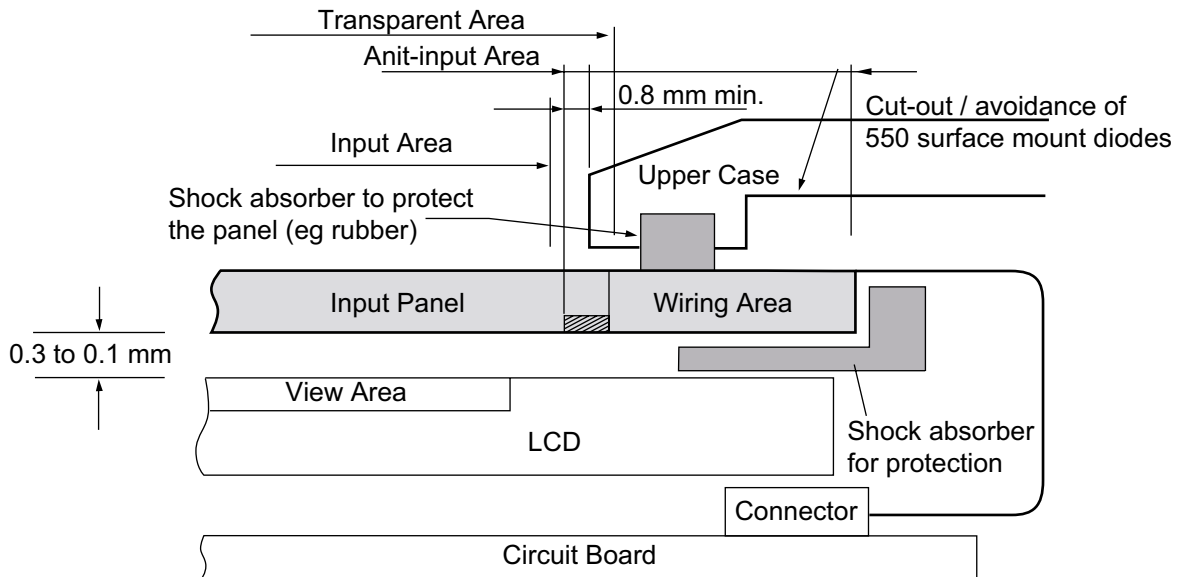 Transparent Area
Anit-input Area
0.8 mm min.
Cut-out / avoidance of
550 surface mount diodes
Input Area
Upper Case
Shock absorber to protect
the panel (eg rubber)
Input Panel
Wiring Area
0.3 to 0.1 mm
View Area
LCD
Shock absorber
for protection
Connector
Circuit Board